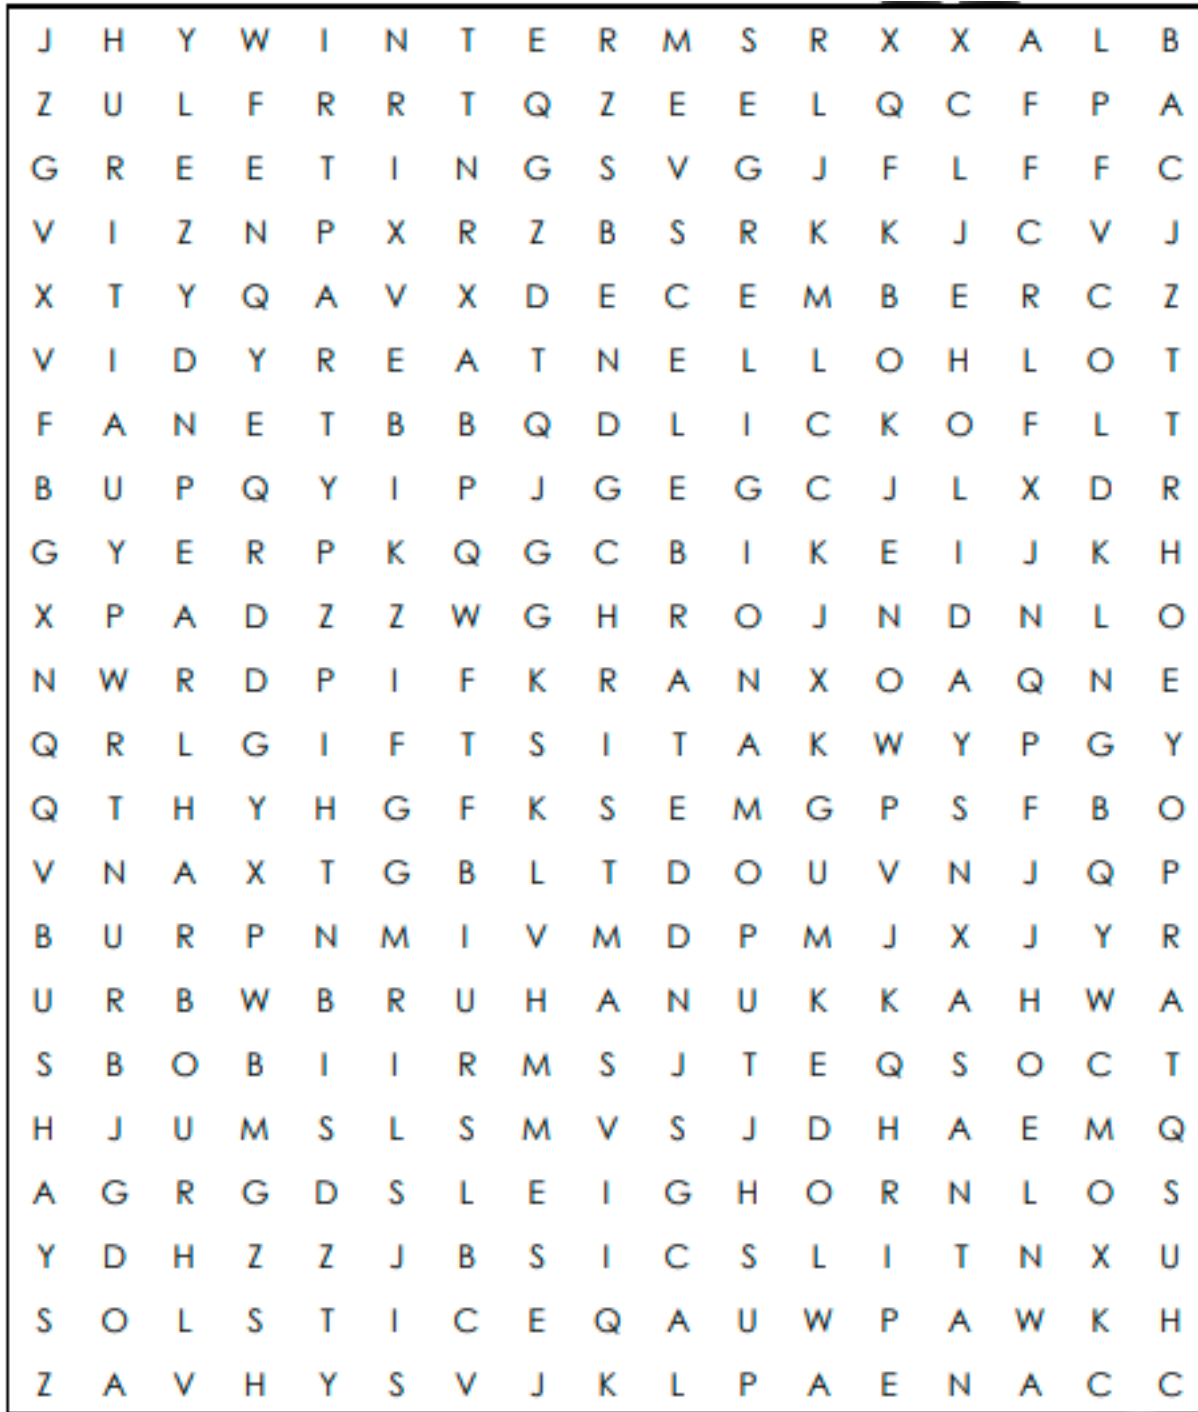 J H Y W I N T E R M S R X X A L B
Z U L F R R T Q Z E E L Q C F P A
G R E E T I N G S V G J F L F F C
V I Z N P X R Z B S R K K J C V J
X T Y Q A V X D E C E M B E R C Z
V I D Y R E A T N E L L O H L O T
F A N E T B B Q D L I C K O F L T
B U P Q Y I P J G E G C J L X D R
G Y E R P K Q G C B I K E I J K H
X P A D Z Z W G H R O J N D N L O
N W R D P I F K R A N X O A Q N E
Q R L G I F T S I T A K W Y P G Y
Q T H Y H G F K S E M G P S F B O
V N A X T G B L T D O U V N J Q P
B U R P N M I V M D P M J X J Y R
U R B W B R U H A N U K K A H W A
S B O B I I R M S J T E Q S O C T
H J U M S L S M V S J D H A E M Q
A G R G D S L E I G H O R N L O S
Y D H Z Z J B S I C S L I T N X U
S O L S T I C E Q A U W P A W K H
Z A V H Y S V J K L P A E N A C C